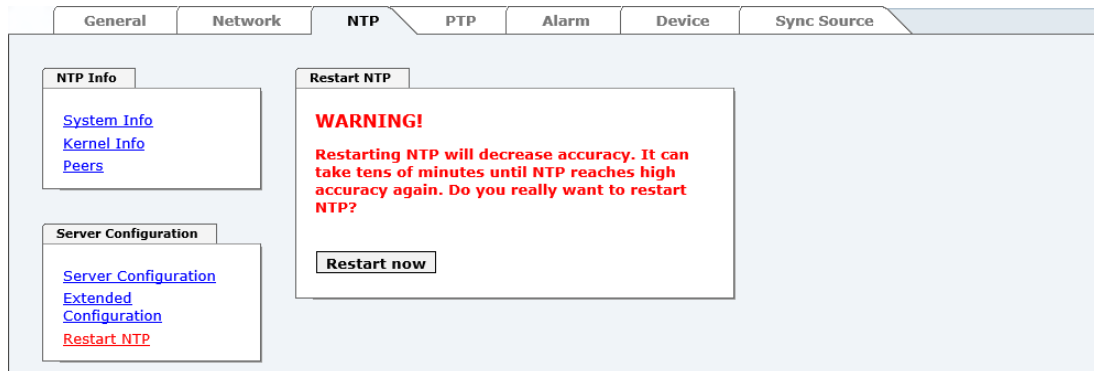 General Network NTP PTP Alarm Device Sync Source
NTP Info
System Info
Kernel Info
Peers
Server Configuration
Server Configuration
Extended
Configuration
Restart NTP
Restart NTP
WARNING!
Restarting NTP will decrease accuracy. It can
take tens of minutes until NTP reaches high
accuracy again. Do you really want to restart
NTP?
Restart now